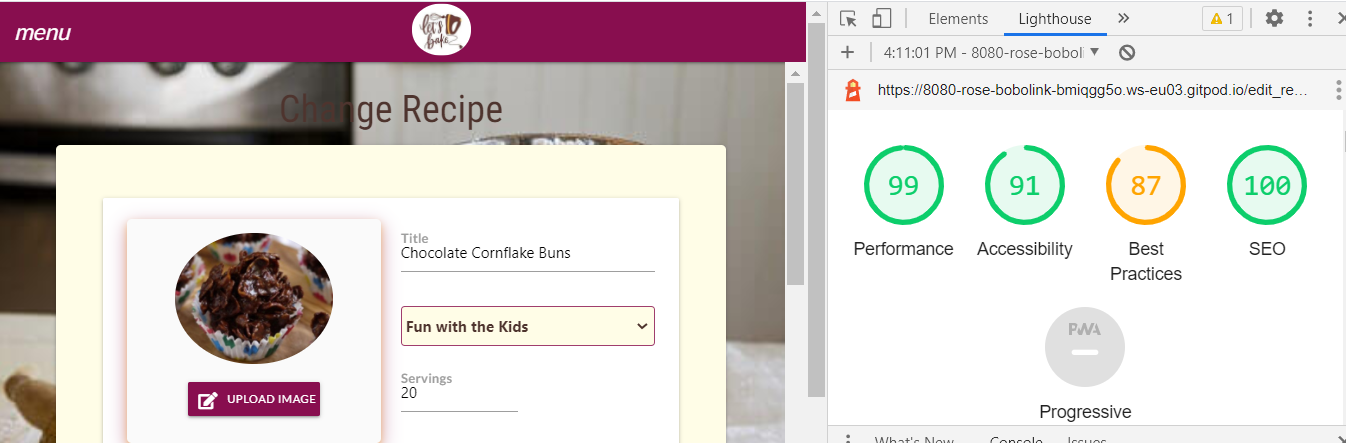 menu
let's
bake
Change Recipe
Title
Chocolate Cornflake Buns
Fun with the Kids
Servings
20
UPLOAD IMAGE
Elements
Lighthouse
1
4:11:01 PM - 8080-rose-boboli
https://8080-rose-bobolink-bmiqgg5o.ws-eu03.gitpod.io/edit_re…
99
91
87
100
Performance
Accessibility
Best
Practices
SEO
PWA
Progressive
What's New
Console
Issues